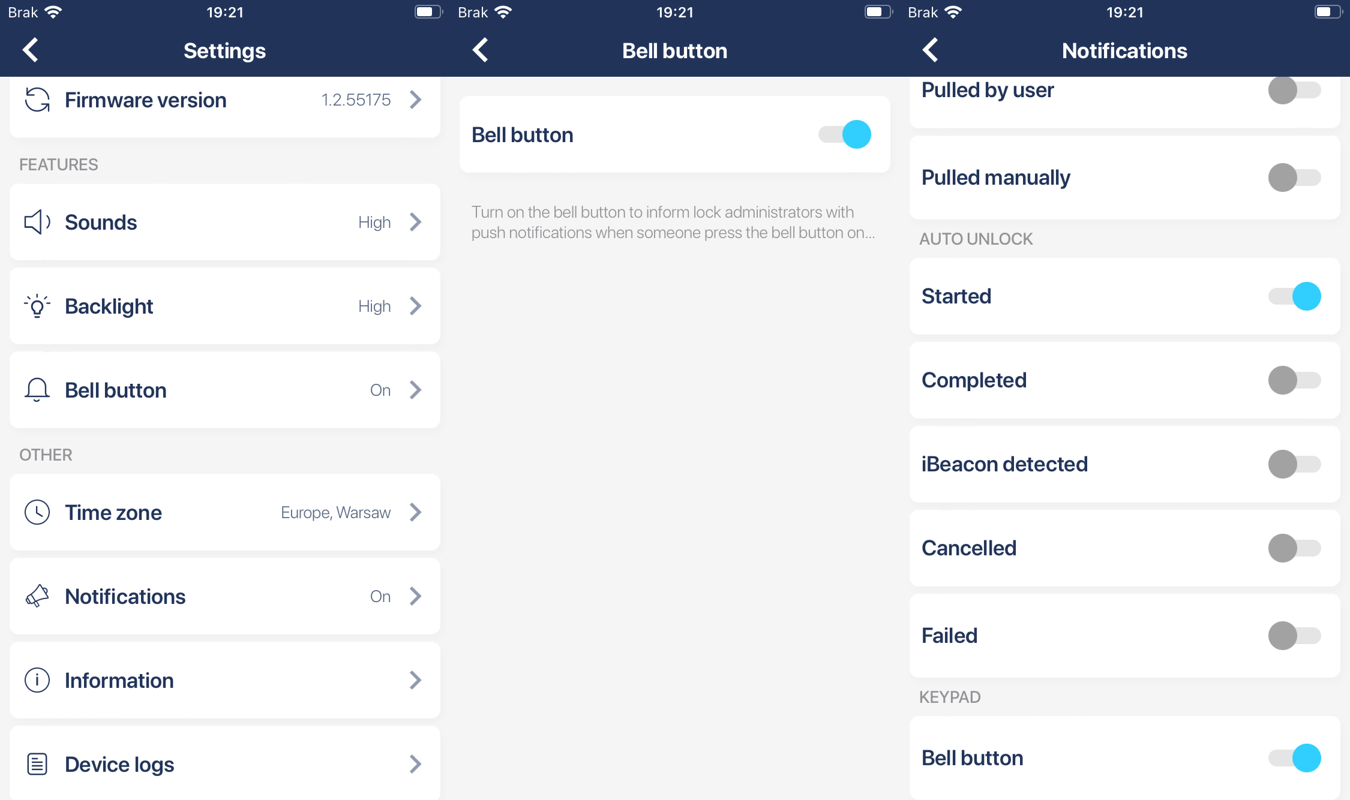 Brak 19:21
Settings
Firmware version 1.2.55175
FEATURES
Sounds High
Backlight High
Bell button On
OTHER
Time zone Europe, Warsaw
Notifications On
Information
Device logs
Brak 19:21
Bell button
Bell button
Turn on the bell button to inform lock administrators with
push notifications when someone press the bell button on...
Brak 19:21
Notifications
Pulled by user
Pulled manually
AUTO UNLOCK
Started
Completed
iBeacon detected
Cancelled
Failed
KEYPAD
Bell button